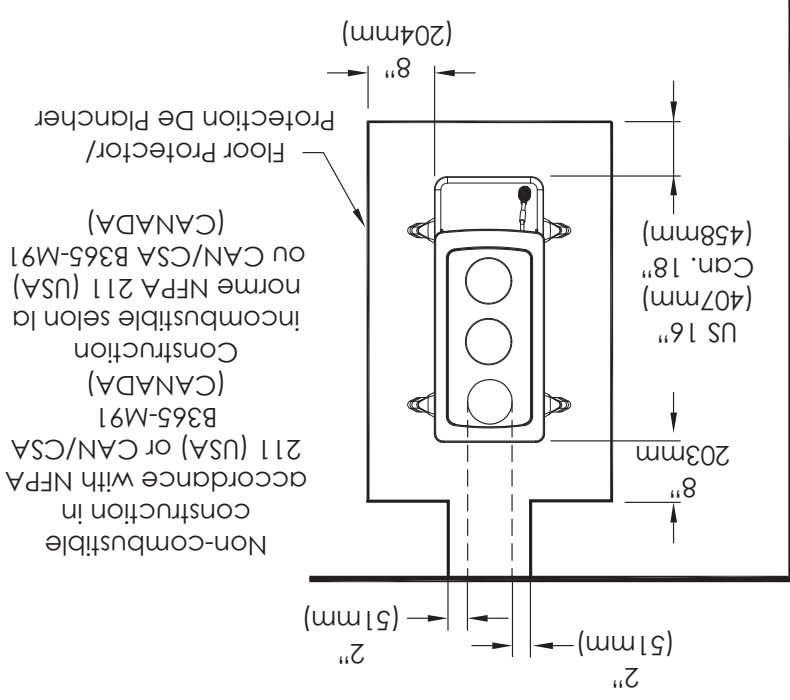 2"
(51mm)
2"
(51mm)
Non-combustible
construction in
accordance with NFPA
211 (USA) or CAN/CSA
B365-M91
(CANADA)
Construction
incombustible selon la
norme NFPA 211 (USA)
ou CAN/CSA B365-M91
(CANADA)
8"
203mm
US 16"
(407mm)
Can. 18"
(458mm)
Floor Protector/
Protection De Plancher
8"
(204mm)